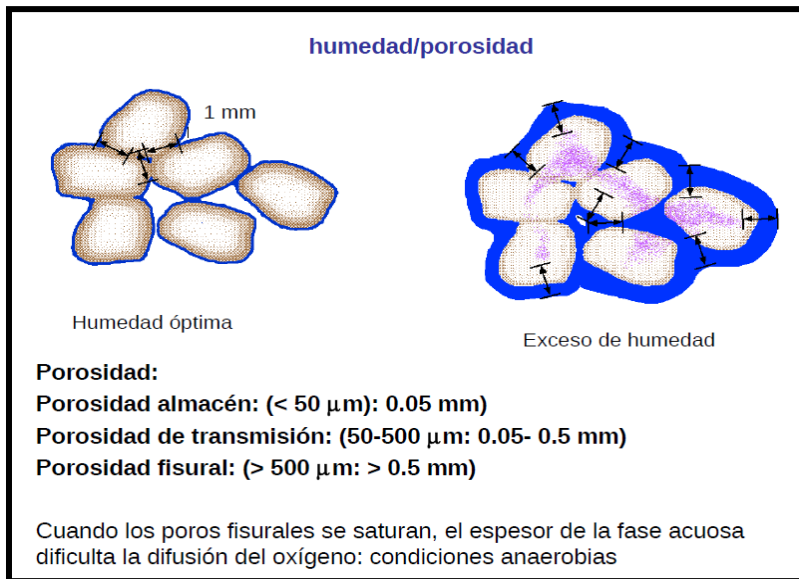 humedad/porosidad
1 mm
Humedad óptima
Exceso de humedad
Porosidad:
Porosidad almacén: (< 50 μm): 0.05 mm)
Porosidad de transmisión: (50-500 μm: 0.05- 0.5 mm)
Porosidad fisural: (> 500 μm: > 0.5 mm)
Cuando los poros fisurales se saturan, el espesor de la fase acuosa
dificulta la difusión del oxígeno: condiciones anaerobias